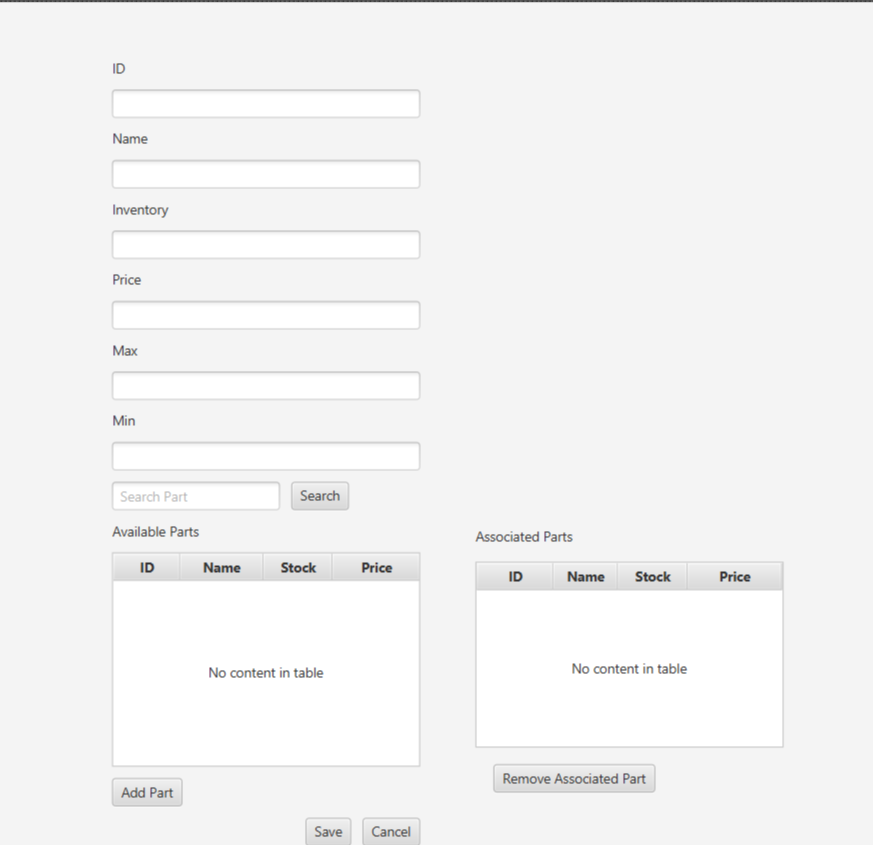 ID
Name
Inventory
Price
Max
Min
Search Part Search
Available Parts
ID Name Stock Price
No content in table
Add Part
Associated Parts
ID Name Stock Price
No content in table
Remove Associated Part
Save Cancel